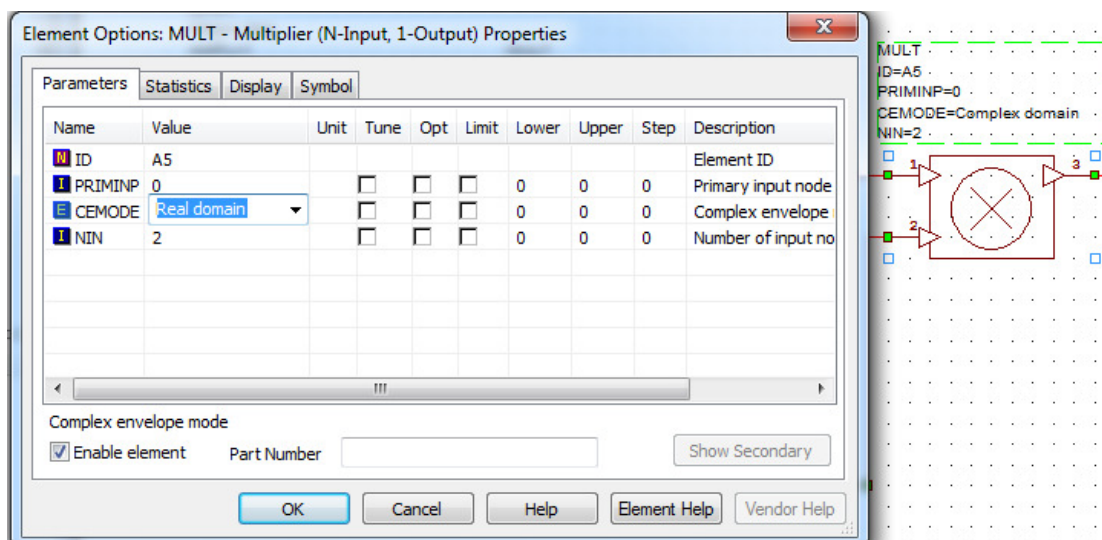 Element Options: MULT - Multiplier (N-Input, 1-Output) Properties
X
Parameters Statistics Display Symbol
Name Value Unit Tune Opt Limit Lower Upper Step Description
N ID A5 Element ID
I PRIMINP 0 0 0 0 Primary input node
E CEMODE Real domain 0 0 0 Complex envelope
I NIN 2 0 0 0 Number of input no
Complex envelope mode
Enable element Part Number Show Secondary
OK Cancel Help Element Help Vendor Help
MULT
ID=A5
PRIMINP=0
CEMODE=Complex domain
NIN=2
1
3
2